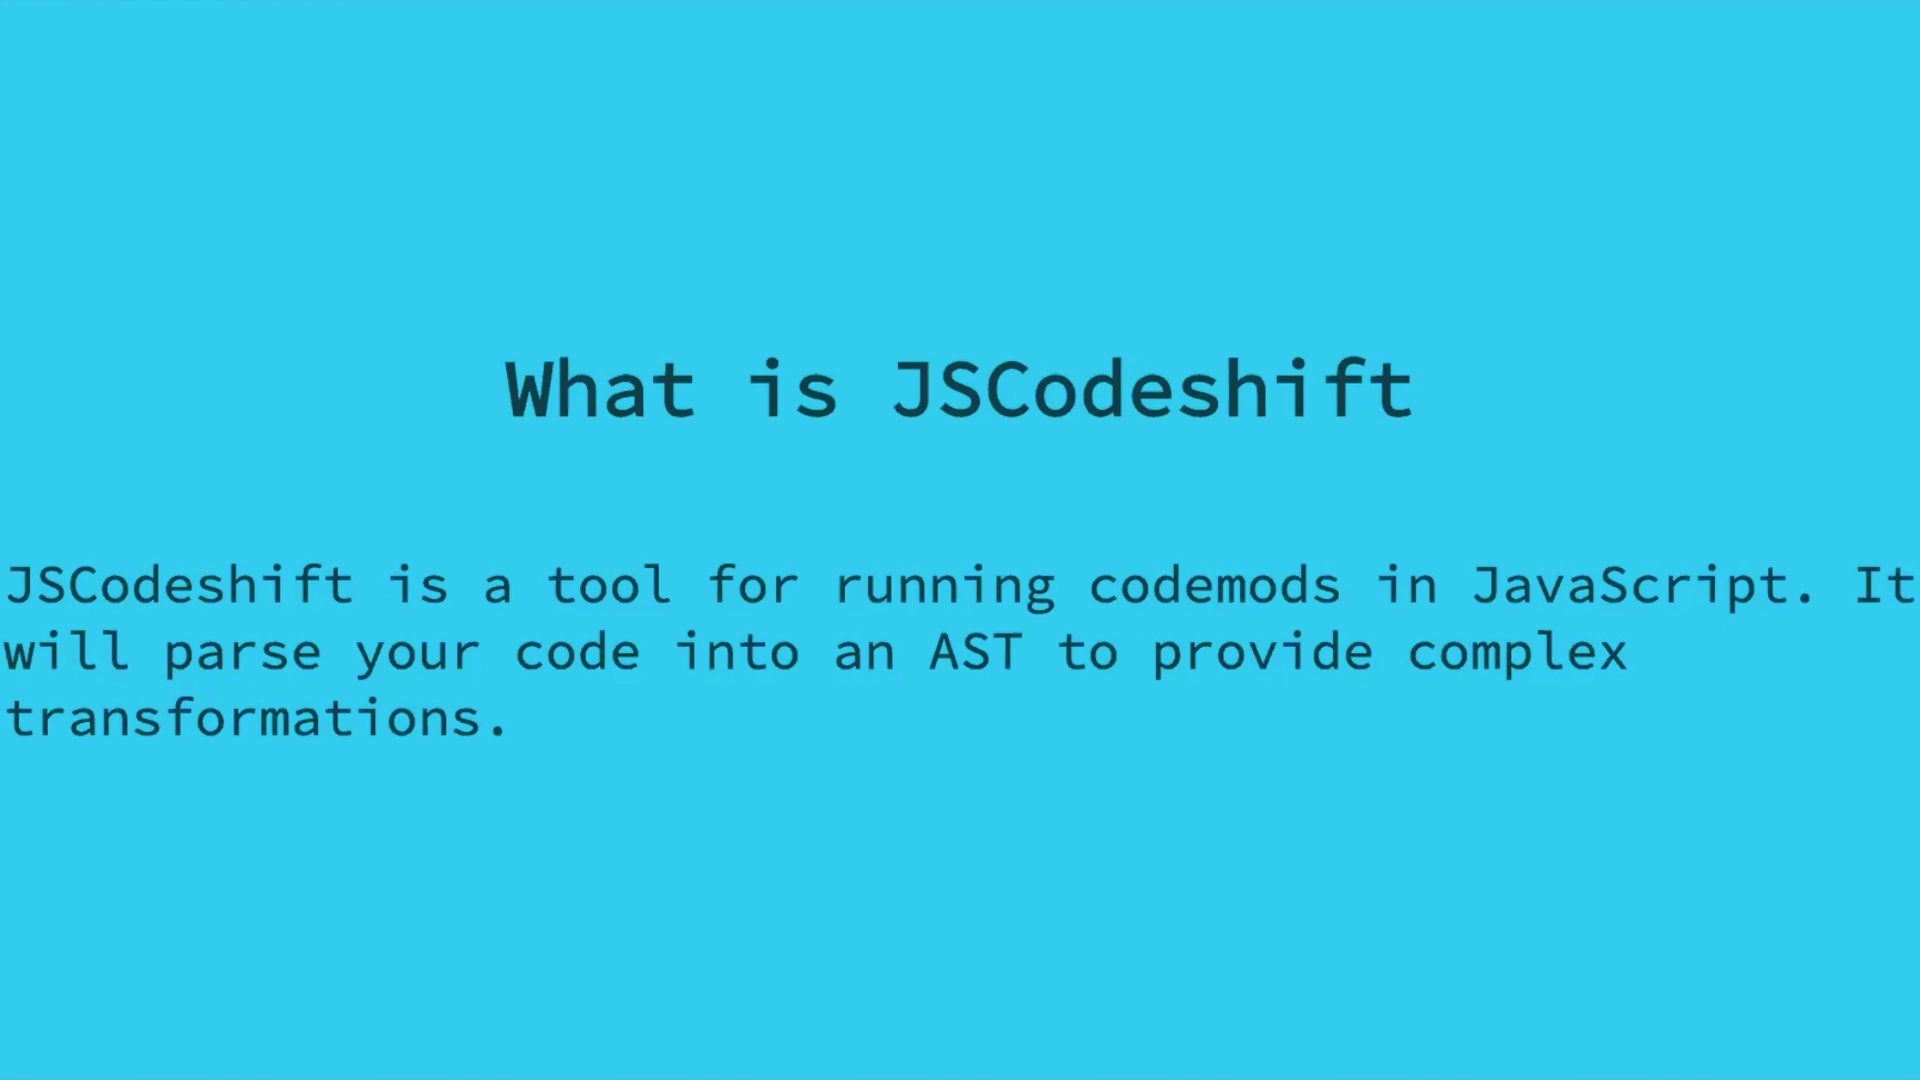 What is JSCodeshift
JSCodeshift is a tool for running codemods in JavaScript. It
will parse your code into an AST to provide complex
transformations.